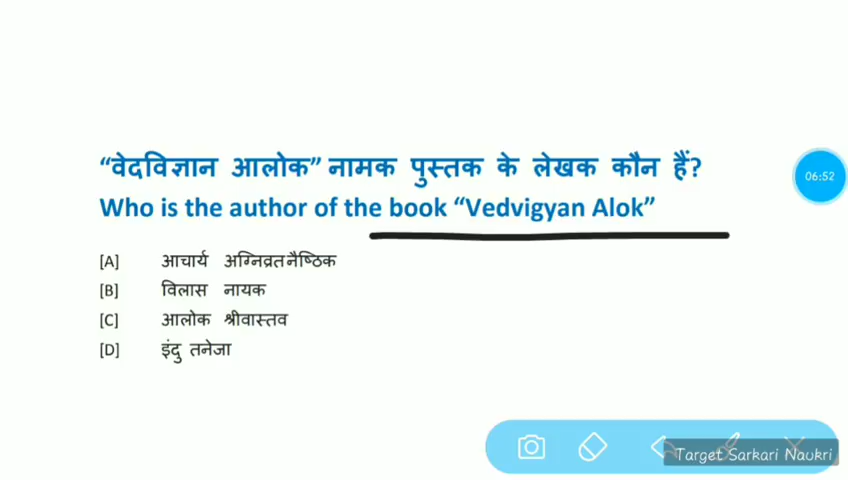 “वेदविज्ञान आलोक” नामक पुस्तक के लेखक कौन हैं?
Who is the author of the book “Vedvigyan Alok”
06:52
[A] आचार्य अग्निव्रत नैष्ठिक
[B] विलास नायक
[C] आलोक श्रीवास्तव
[D] इंदु तनेजा
Target Sarkari Naukri